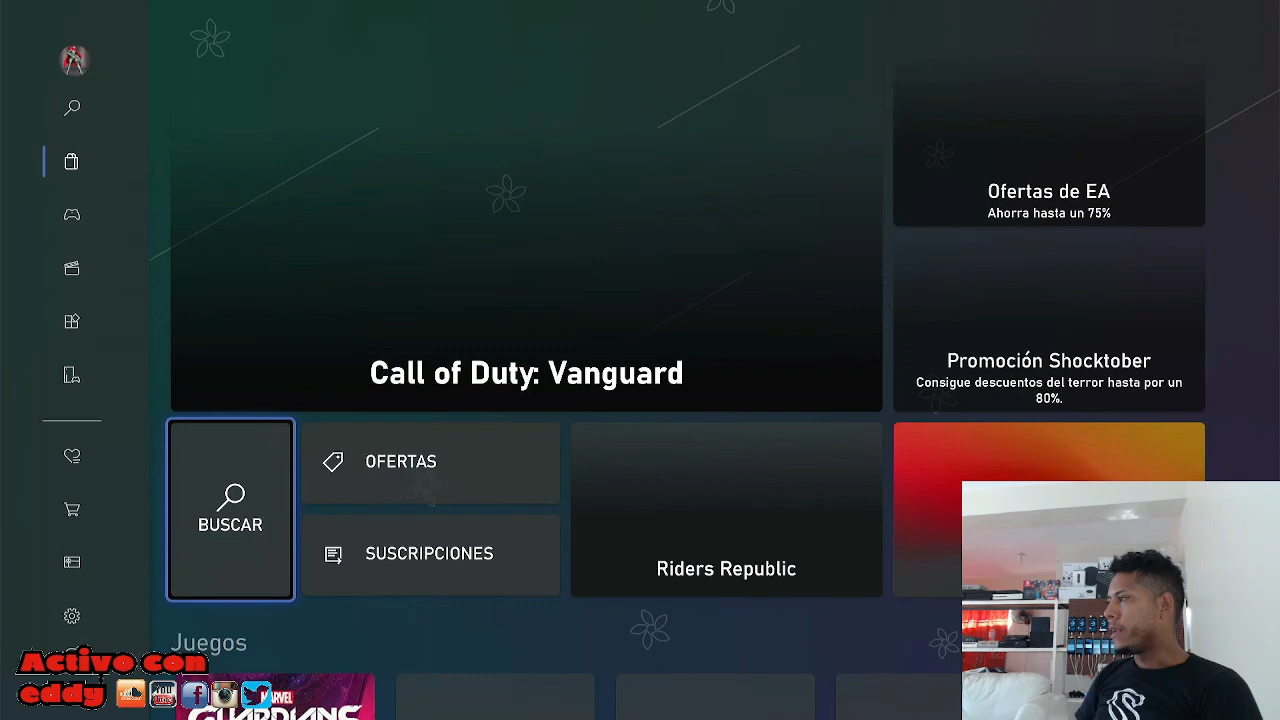 Ofertas de EA
Ahorra hasta un 75%
Call of Duty: Vanguard
Promoción Shocktober
Consigue descuentos del terror hasta por un
80%.
BUSCAR
OFERTAS
SUSCRIPCIONES
Riders Republic
Juegos
Activo con
eddy
You
MARVEL
GUARDIANS